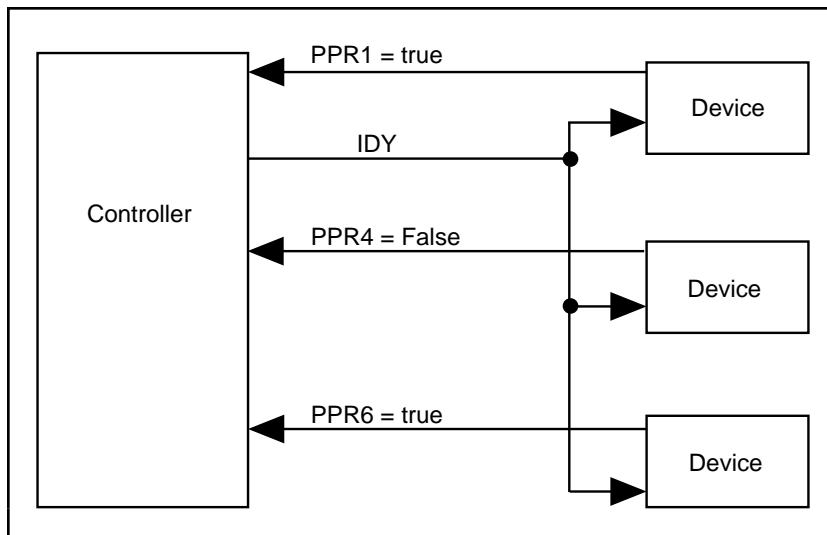 PPR1 = true
Device
IDY
Controller
PPR4 = False
Device
PPR6 = true
Device